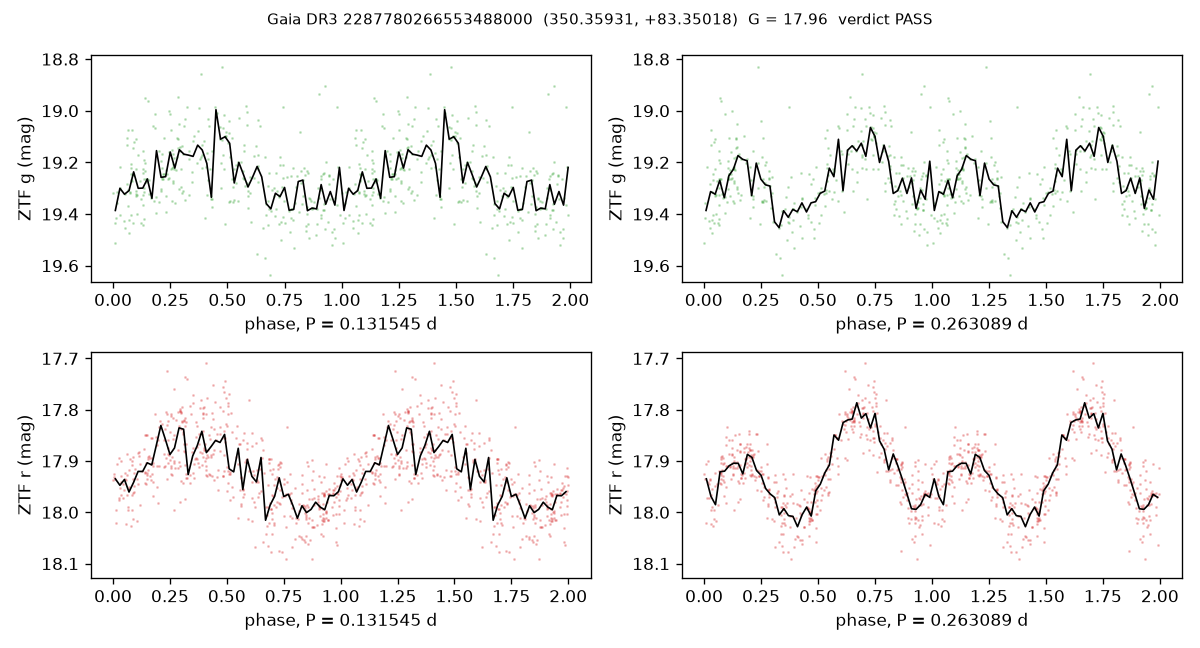 Gaia DR3 2287780266553488000 (350.35931, +83.35018) G = 17.96 verdict PASS
18.8
19.0
19.2
19.4
19.6
ZTF g (mag)
0.00 0.25 0.50 0.75 1.00 1.25 1.50 1.75 2.00
phase, P = 0.131545 d
18.8
19.0
19.2
19.4
19.6
ZTF g (mag)
0.00 0.25 0.50 0.75 1.00 1.25 1.50 1.75 2.00
phase, P = 0.263089 d
17.7
17.8
17.9
18.0
18.1
ZTF r (mag)
0.00 0.25 0.50 0.75 1.00 1.25 1.50 1.75 2.00
phase, P = 0.131545 d
17.7
17.8
17.9
18.0
18.1
ZTF r (mag)
0.00 0.25 0.50 0.75 1.00 1.25 1.50 1.75 2.00
phase, P = 0.263089 d